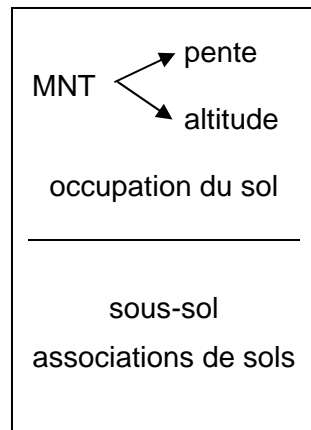 pente
MNT
altitude
occupation du sol
sous-sol
associations de sols